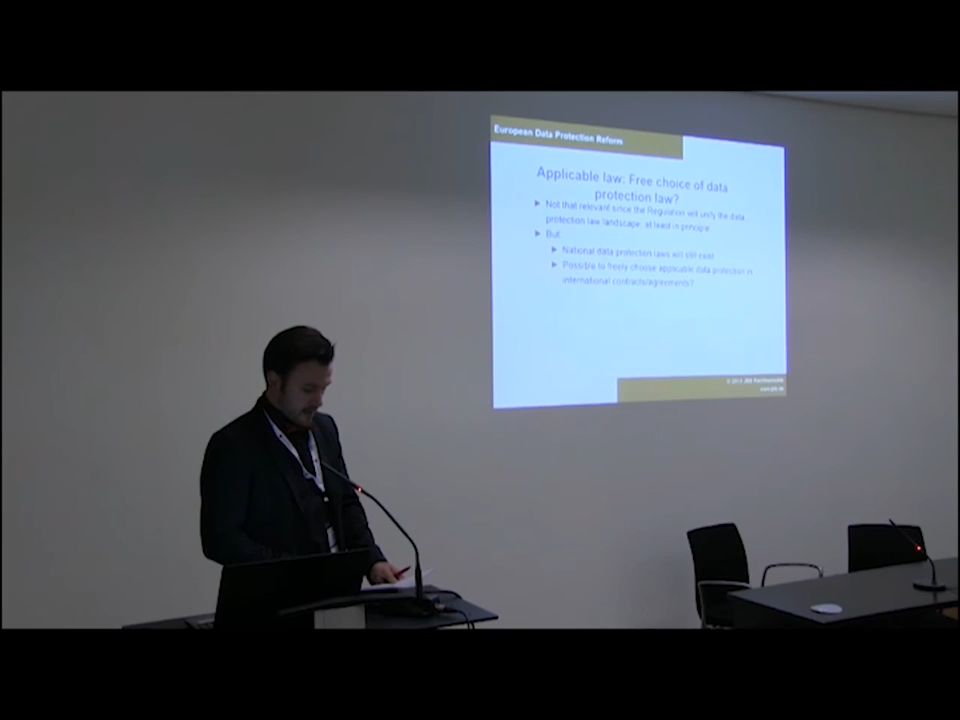 European Data Protection Reform
Applicable law: Free choice of data
protection law?
Not that relevant since the Regulation will unify the data
protection law landscape, at least in principle
But:
National data protection laws will still exist
Possible to freely choose applicable data protection in
international contracts/agreements?